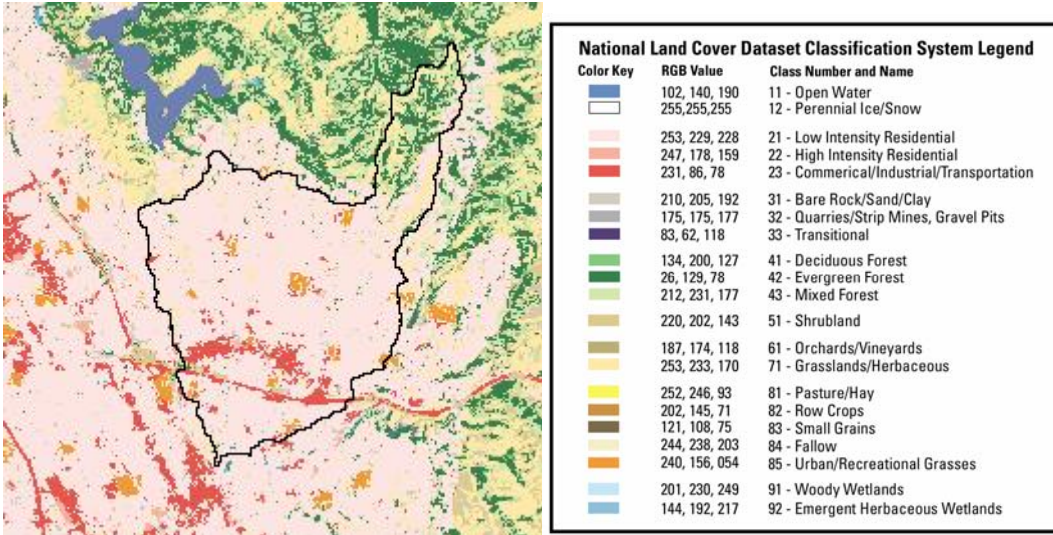 National Land Cover Dataset Classification System Legend
Color Key RGB Value Class Number and Name
102, 140, 190 11 - Open Water
255,255,255 12 - Perennial Ice/Snow
253, 229, 228 21 - Low Intensity Residential
247, 178, 159 22 - High Intensity Residential
231, 86, 78 23 - Commerical/Industrial/Transportation
210, 205, 192 31 - Bare Rock/Sand/Clay
175, 175, 177 32 - Quarries/Strip Mines, Gravel Pits
83, 62, 118 33 - Transitional
134, 200, 127 41 - Deciduous Forest
26, 129, 78 42 - Evergreen Forest
212, 231, 177 43 - Mixed Forest
220, 202, 143 51 - Shrubland
187, 174, 118 61 - Orchards/Vineyards
253, 233, 170 71 - Grasslands/Herbaceous
252, 246, 93 81 - Pasture/Hay
202, 145, 71 82 - Row Crops
121, 108, 75 83 - Small Grains
244, 238, 203 84 - Fallow
240, 156, 054 85 - Urban/Recreational Grasses
201, 230, 249 91 - Woody Wetlands
144, 192, 217 92 - Emergent Herbaceous Wetlands